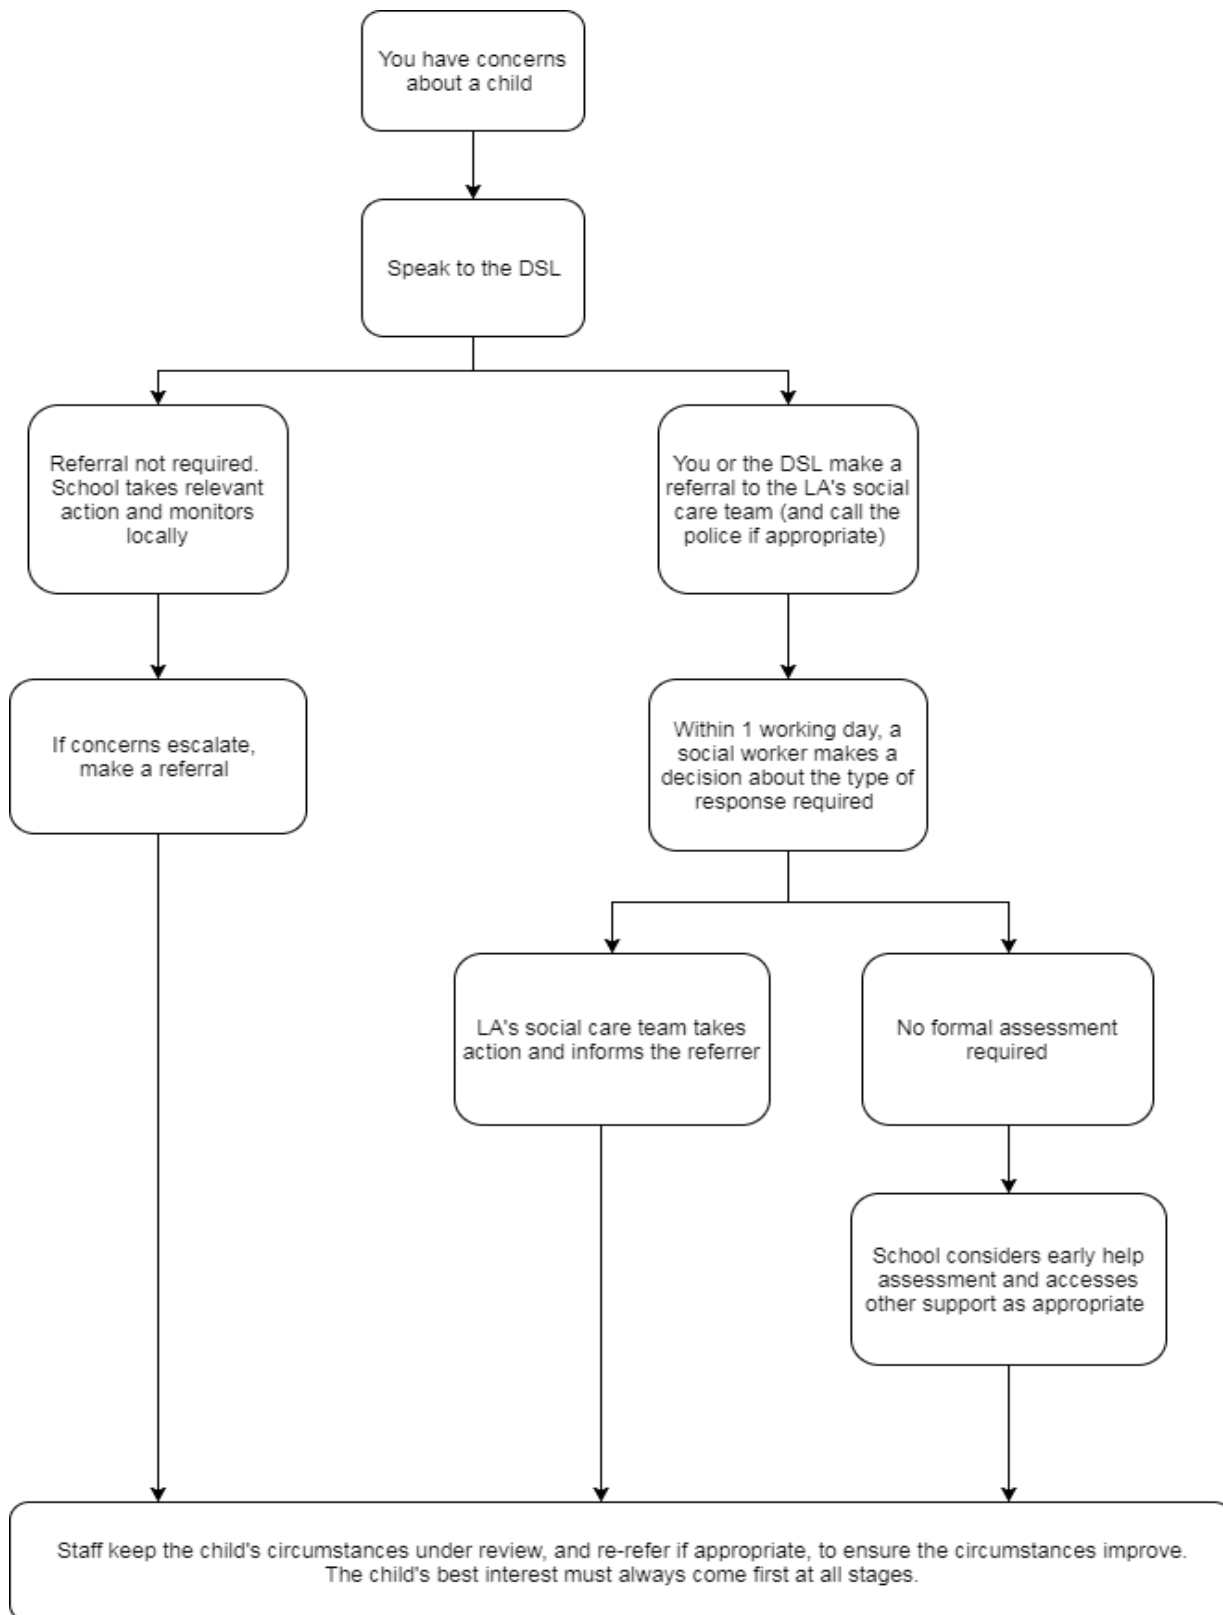 You have concerns
about a child
Speak to the DSL
Referral not required.
School takes relevant
action and monitors
locally
You or the DSL make a
referral to the LA's social
care team (and call the
police if appropriate)
If concerns escalate,
make a referral
Within 1 working day, a
social worker makes a
decision about the type of
response required
LA's social care team takes
action and informs the referrer
No formal assessment
required
School considers early help
assessment and accesses
other support as appropriate
Staff keep the child's circumstances under review, and re-refer if appropriate, to ensure the circumstances improve.
The child's best interest must always come first at all stages.